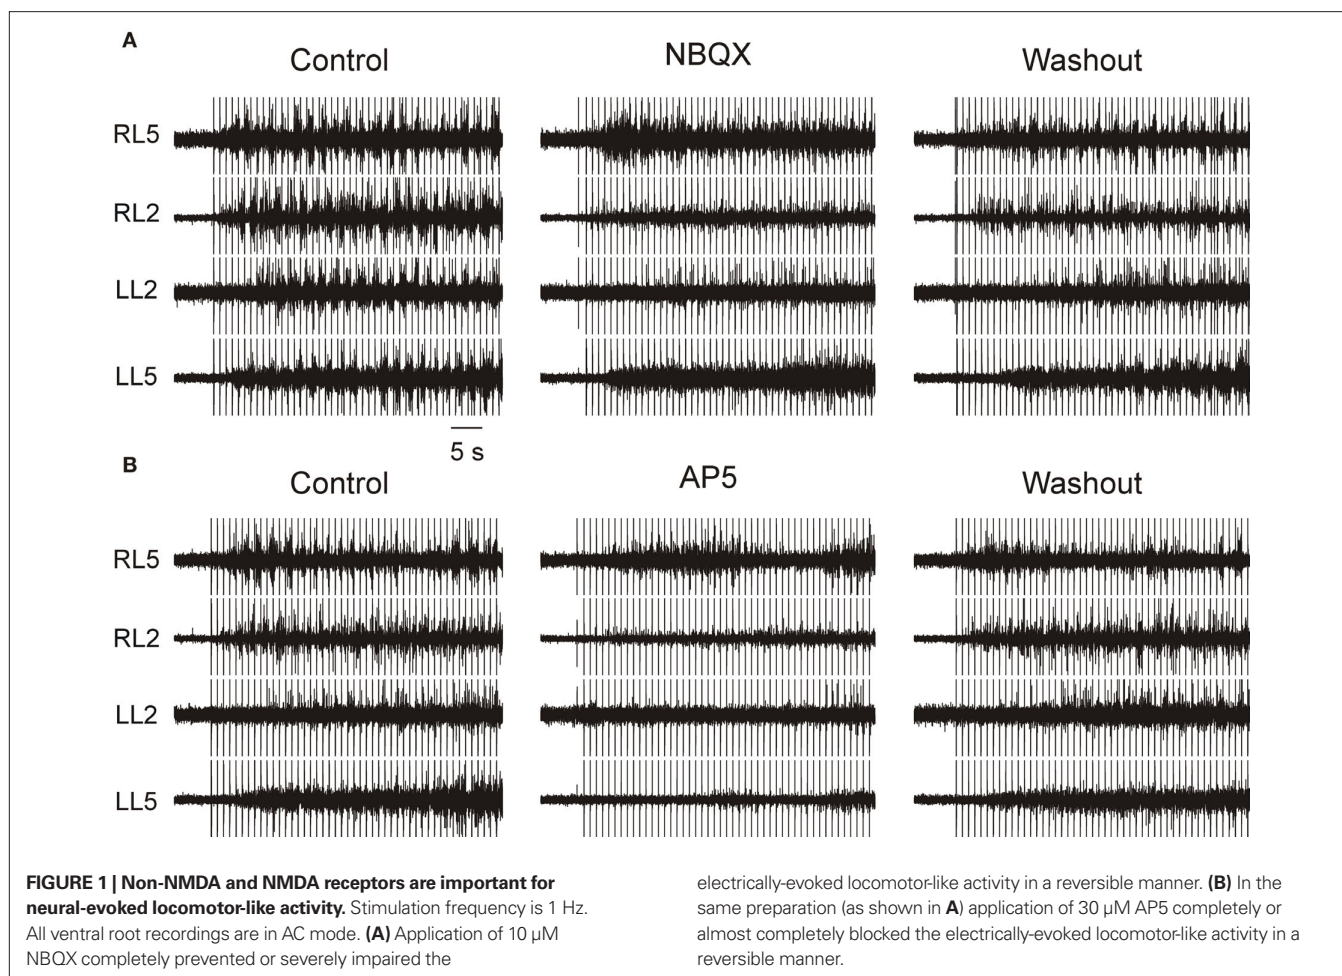 A
Control
NBQX
Washout
RL5
RL2
LL2
LL5
5 s
B
Control
AP5
Washout
RL5
RL2
LL2
LL5
FIGURE 1 | Non-NMDA and NMDA receptors are important for
neural-evoked locomotor-like activity. Stimulation frequency is 1 Hz.
All ventral root recordings are in AC mode. (A) Application of 10 μM
NBQX completely prevented or severely impaired the
electrically-evoked locomotor-like activity in a reversible manner. (B) In the
same preparation (as shown in A) application of 30 μM AP5 completely or
almost completely blocked the electrically-evoked locomotor-like activity in a
reversible manner.